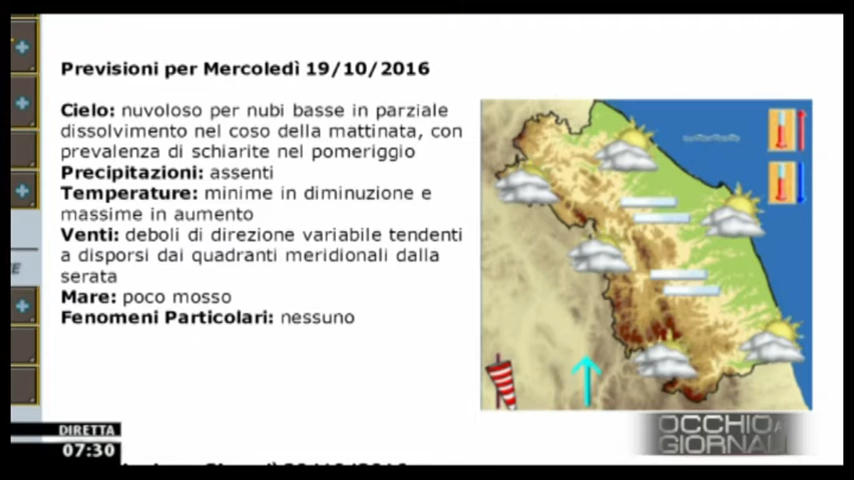 Previsioni per Mercoledì 19/10/2016
Cielo: nuvoloso per nubi basse in parziale
dissolvimento nel coso della mattinata, con
prevalenza di schiarite nel pomeriggio
Precipitazioni: assenti
Temperature: minime in diminuzione e
massime in aumento
Venti: deboli di direzione variabile tendenti
a disporsi dai quadranti meridionali dalla
serata
Mare: poco mosso
Fenomeni Particolari: nessuno
DIRETTA
07:30
OCCHIO AI
GIORNALI